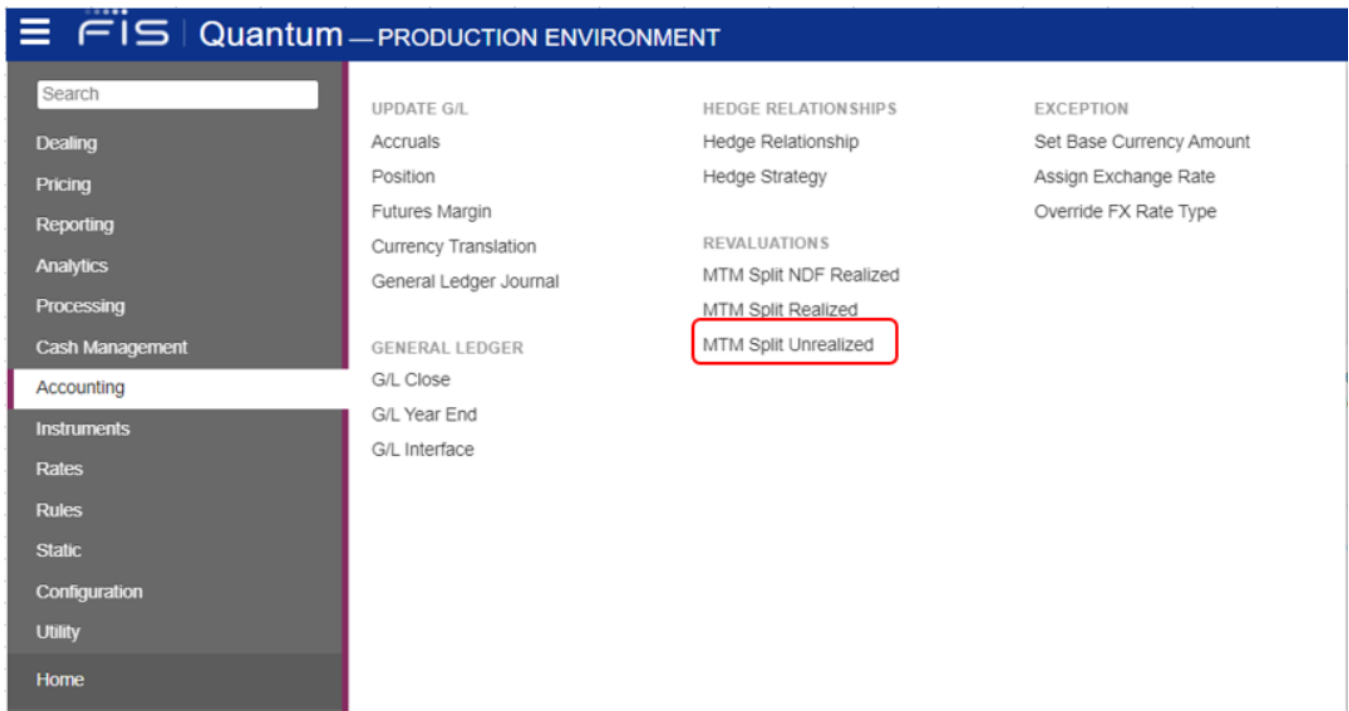 FIS Quantum — PRODUCTION ENVIRONMENT
Search
Dealing
Pricing
Reporting
Analytics
Processing
Cash Management
Accounting
Instruments
Rates
Rules
Static
Configuration
Utility
Home
UPDATE G/L
Accruals
Position
Futures Margin
Currency Translation
General Ledger Journal
GENERAL LEDGER
G/L Close
G/L Year End
G/L Interface
HEDGE RELATIONSHIPS
Hedge Relationship
Hedge Strategy
REVALUATIONS
MTM Split NDF Realized
MTM Split Realized
MTM Split Unrealized
EXCEPTION
Set Base Currency Amount
Assign Exchange Rate
Override FX Rate Type